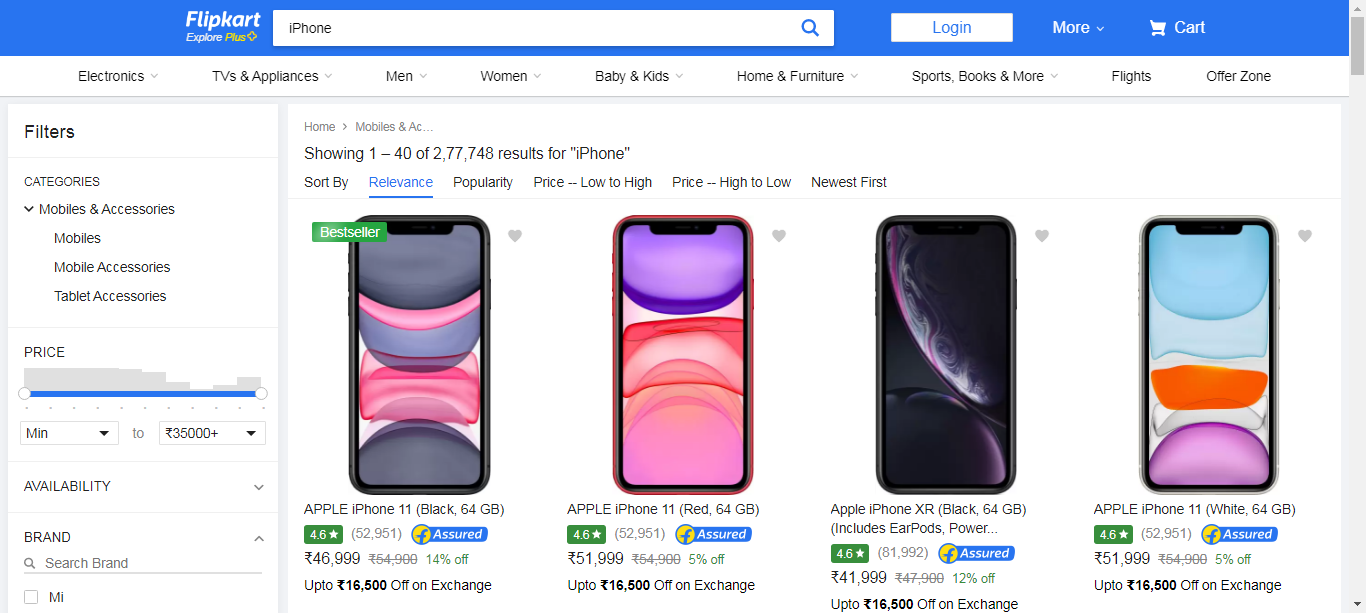 Flipkart
Explore Plus
iPhone
Login
More
Cart
Electronics
TVs & Appliances
Men
Women
Baby & Kids
Home & Furniture
Sports, Books & More
Flights
Offer Zone
Filters
CATEGORIES
Mobiles & Accessories
Mobiles
Mobile Accessories
Tablet Accessories
PRICE
Min to ₹35000+
AVAILABILITY
BRAND
Search Brand
Mi
Home > Mobiles & Ac...
Showing 1 – 40 of 2,77,748 results for "iPhone"
Sort By Relevance Popularity Price -- Low to High Price -- High to Low Newest First
Bestseller
APPLE iPhone 11 (Black, 64 GB)
4.6★ (52,951) Assured
₹46,999 ₹54,900 14% off
Upto ₹16,500 Off on Exchange
APPLE iPhone 11 (Red, 64 GB)
4.6★ (52,951) Assured
₹51,999 ₹54,900 5% off
Upto ₹16,500 Off on Exchange
Apple iPhone XR (Black, 64 GB)
(Includes EarPods, Power...
4.6★ (81,992) Assured
₹41,999 ₹47,900 12% off
Upto ₹16,500 Off on Exchange
APPLE iPhone 11 (White, 64 GB)
4.6★ (52,951) Assured
₹51,999 ₹54,900 5% off
Upto ₹16,500 Off on Exchange